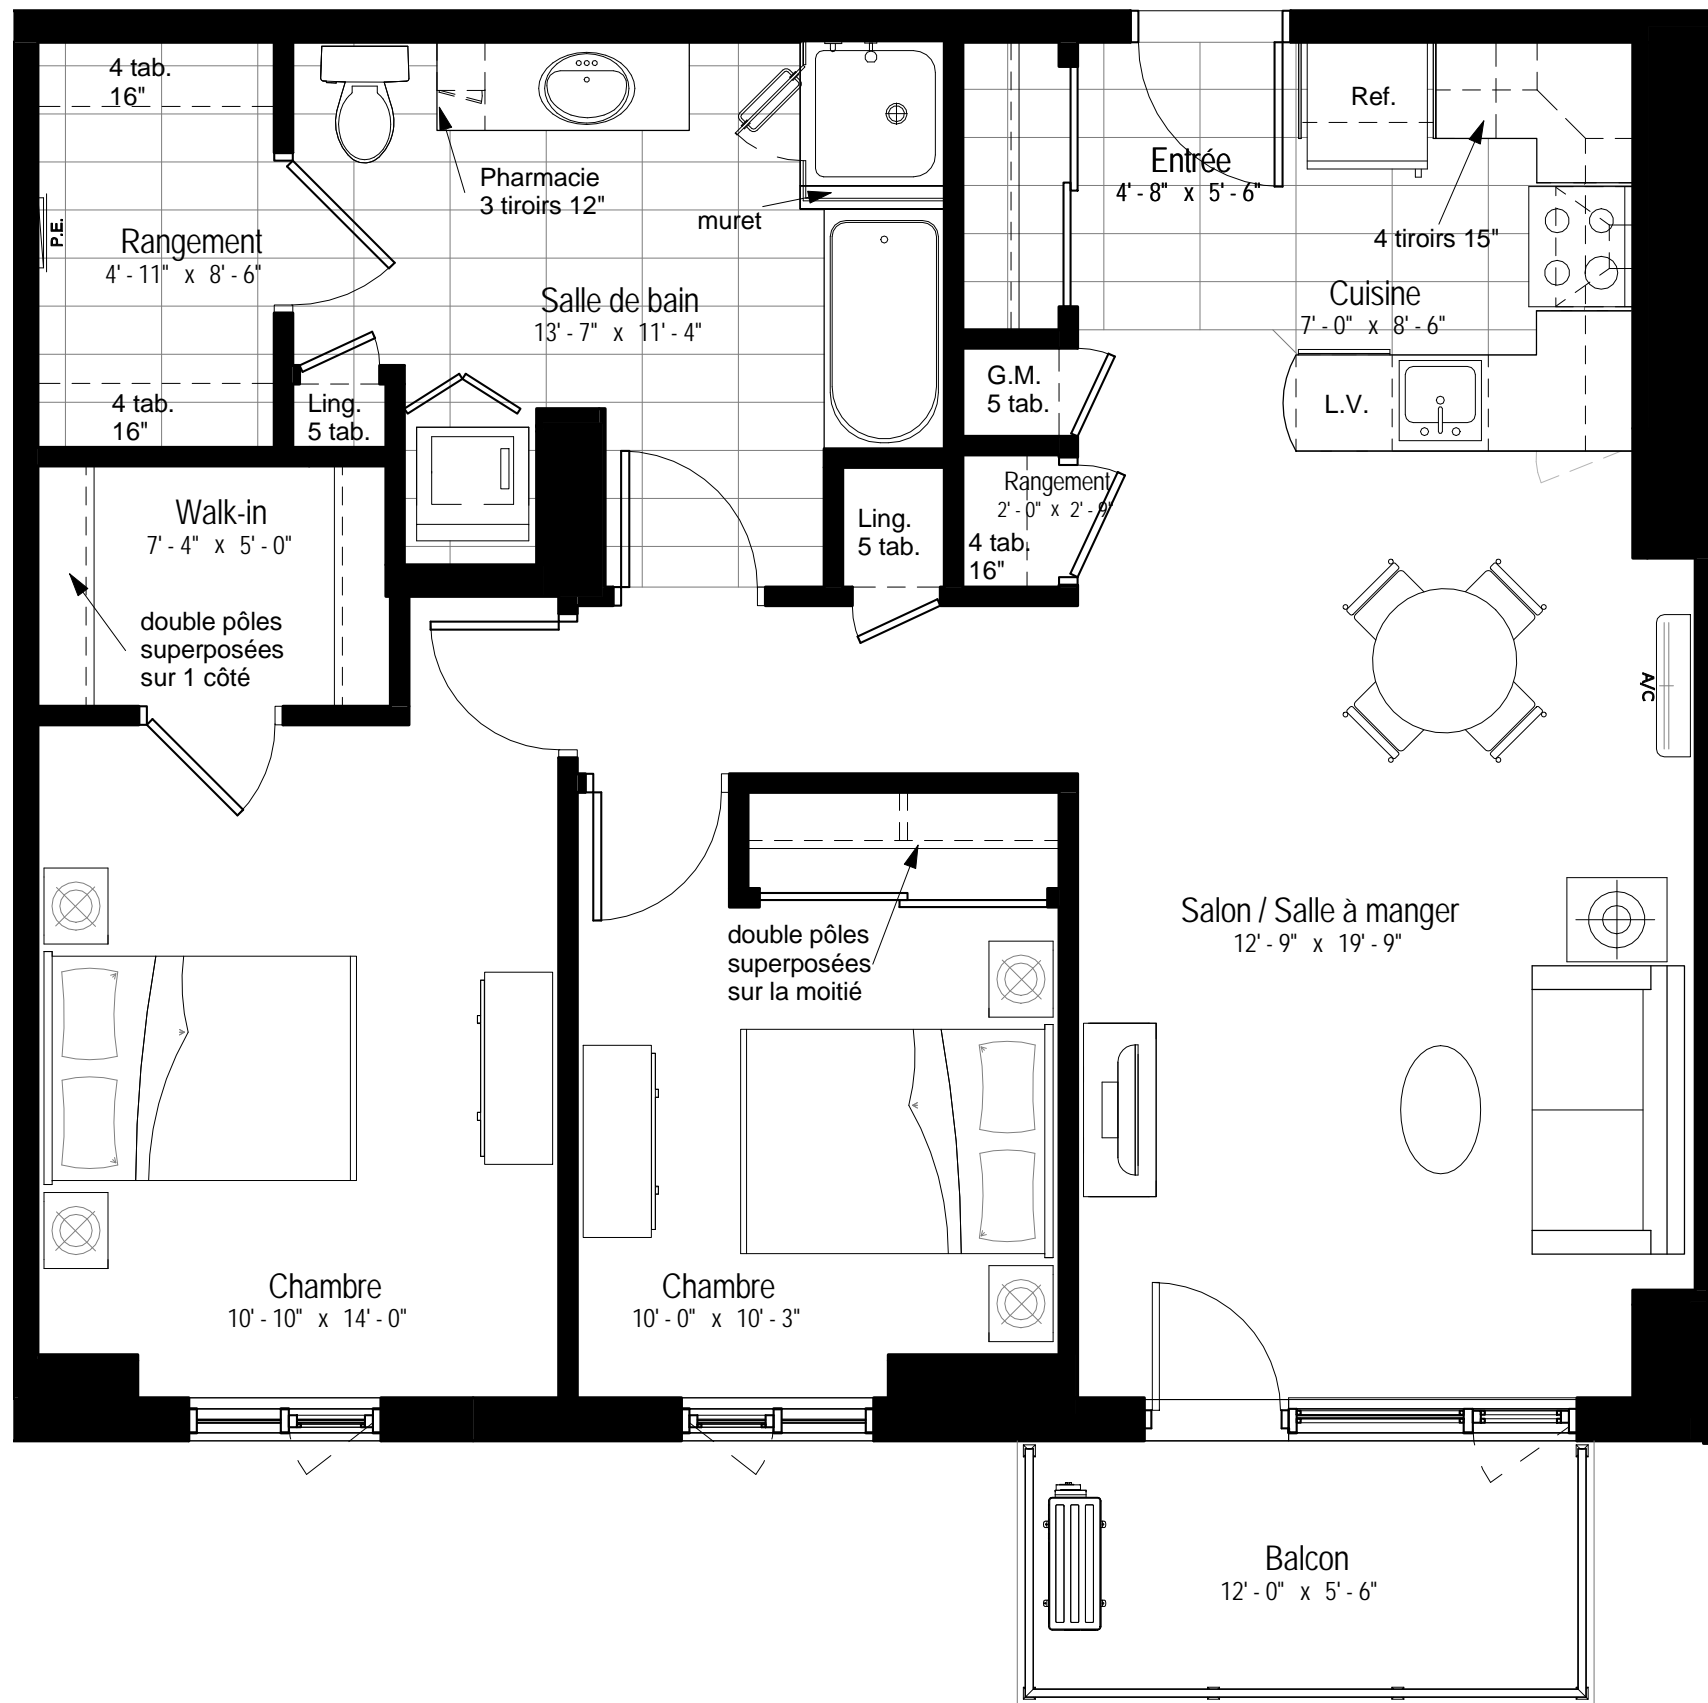 4 tab.
16"
P.E.
Rangement
4' - 11" x 8' - 6"
4 tab.
16"
Pharmacie
3 tiroirs 12"
muret
Salle de bain
13' - 7" x 11' - 4"
Ling.
5 tab.
Entrée
4' - 8" x 5' - 6"
Ref.
4 tiroirs 15"
Cuisine
7' - 0" x 8' - 6"
L.V.
G.M.
5 tab.
Rangement
2' - 0" x 2' - 9"
4 tab.
16"
Ling.
5 tab.
Walk-in
7' - 4" x 5' - 0"
double pôles
superposées
sur 1 côté
A/C
double pôles
superposées
sur la moitié
Salon / Salle à manger
12' - 9" x 19' - 9"
Chambre
10' - 10" x 14' - 0"
Chambre
10' - 0" x 10' - 3"
Balcon
12' - 0" x 5' - 6"